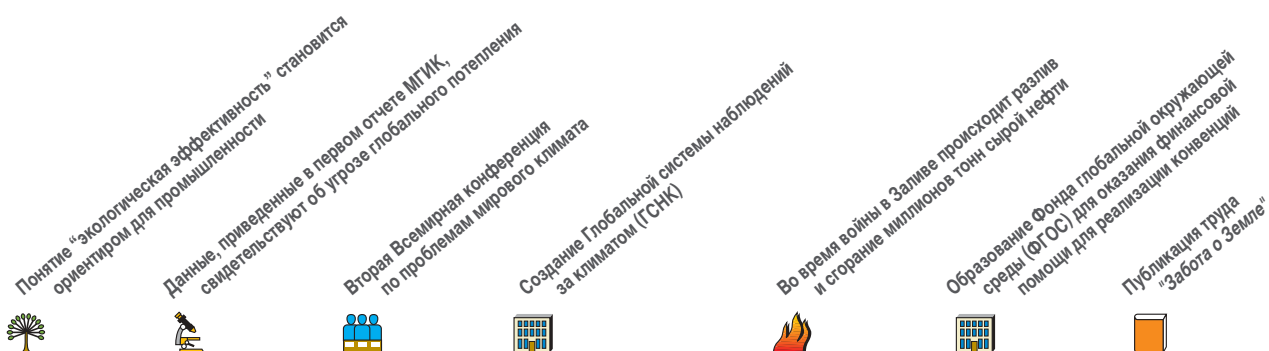 Понятие “экологическая эффективность” становится
ориентиром для промышленности
Данные, приведенные в первом отчете МГИК,
свидетельствуют об угрозе глобального потепления
Вторая Всемирная конференция
по проблемам мирового климата
Создание Глобальной системы наблюдений
за климатом (ГСНК)
Во время войны в Заливе происходит разлив
и сгорание миллионов тонн сырой нефти
Образование Фонда глобальной окружающей
среды (ФГОС) для оказания финансовой
помощи для реализации конвенций
Публикация труда
"Забота о Земле"